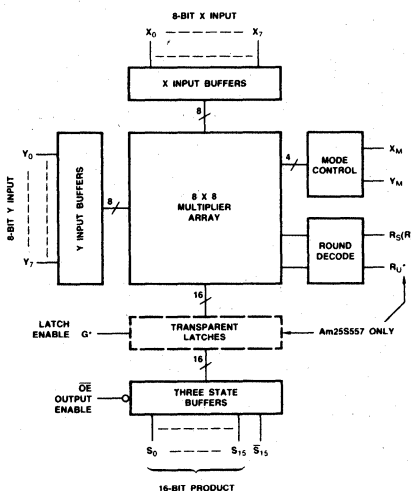 8-BIT X INPUT
X0 X7
X INPUT BUFFERS
8
8-BIT Y INPUT
Y0
Y7
Y INPUT BUFFERS
8
8 X 8
MULTIPLIER
ARRAY
4
MODE
CONTROL
XM
YM
ROUND
DECODE
RS(R
RU*
16
LATCH
ENABLE G*
TRANSPARENT
LATCHES
Am25S557 ONLY
16
OE
OUTPUT
ENABLE
THREE STATE
BUFFERS
S0 S15 S̅15
16-BIT PRODUCT